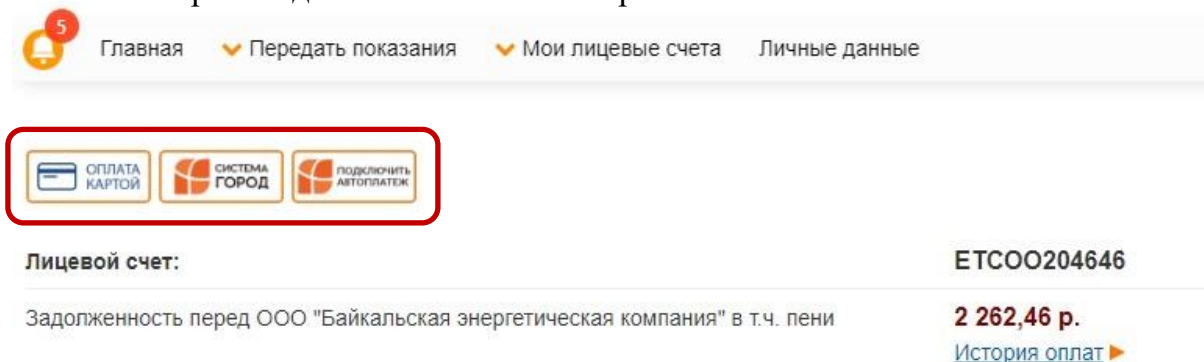 5
Главная Передать показания Мои лицевые счета Личные данные
ОПЛАТА
КАРТОЙ
СИСТЕМА
ГОРОД
ПОДКЛЮЧИТЬ
АВТОПЛАТЕЖ
Лицевой счет: ETCOO204646
Задолженность перед ООО "Байкальская энергетическая компания" в т.ч. пени 2 262,46 р.
История оплат